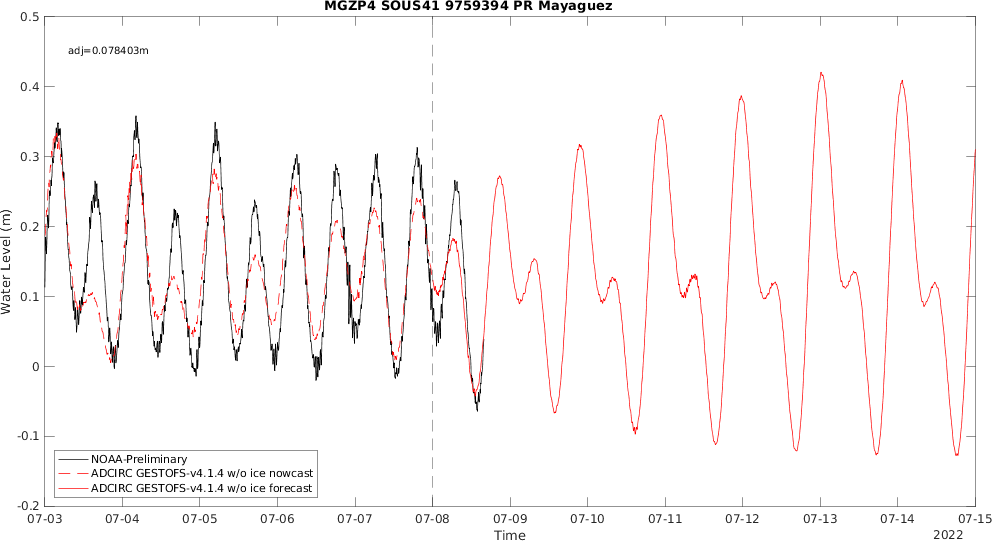 MGZP4 SOUS41 9759394 PR Mayaguez
adj=0.078403m
Water Level (m)
0.5
0.4
0.3
0.2
0.1
0
-0.1
-0.2
NOAA-Preliminary
ADCIRC GESTOFS-v4.1.4 w/o ice nowcast
ADCIRC GESTOFS-v4.1.4 w/o ice forecast
07-03 07-04 07-05 07-06 07-07 07-08 07-09 07-10 07-11 07-12 07-13 07-14 07-15
Time
2022